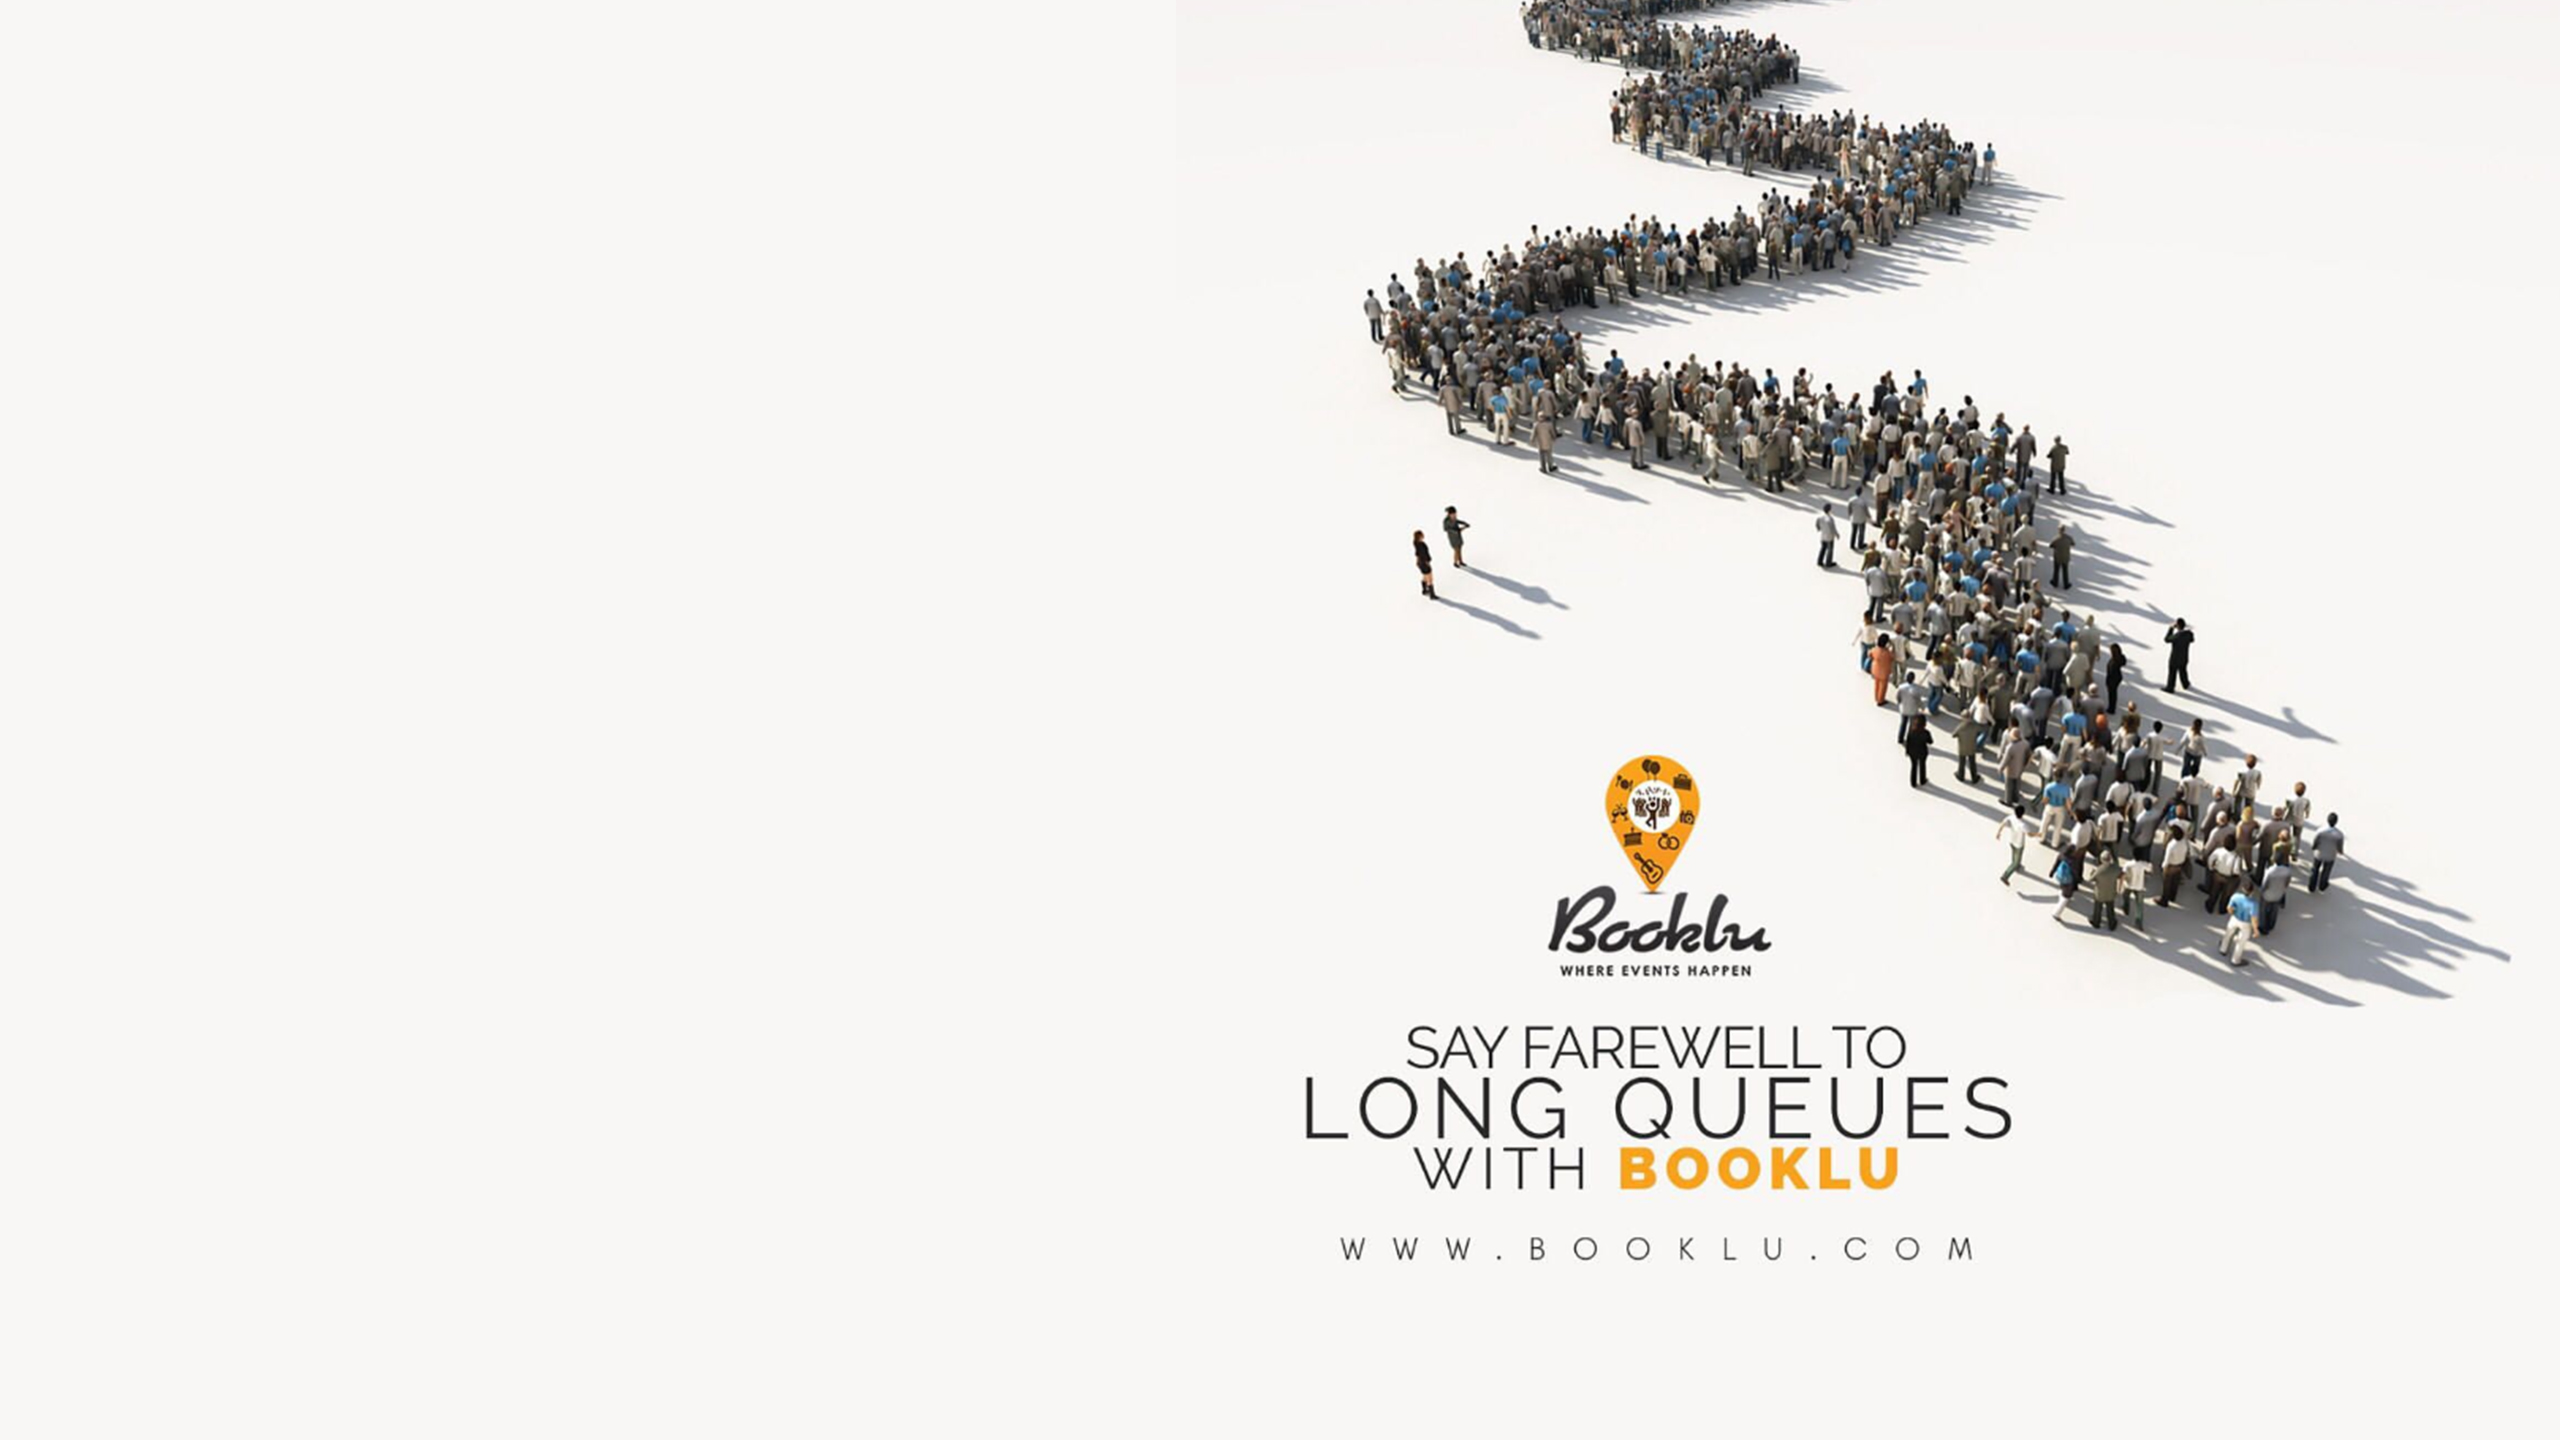 Booklu
WHERE EVENTS HAPPEN
SAY FAREWELL TO
LONG QUEUES
WITH BOOKLU
WWW.BOOKLU.COM